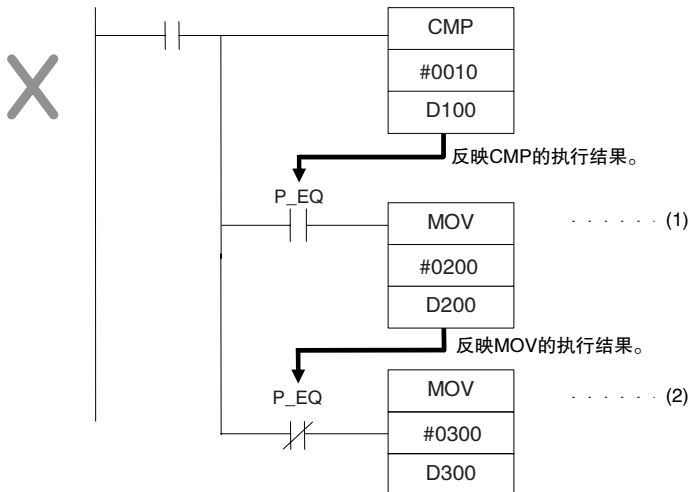 CMP
#0010
D100
反映CMP的执行结果。
P_EQ
MOV
#0200
D200
· · · · · · (1)
反映MOV的执行结果。
P_EQ
MOV
#0300
D300
· · · · · · (2)